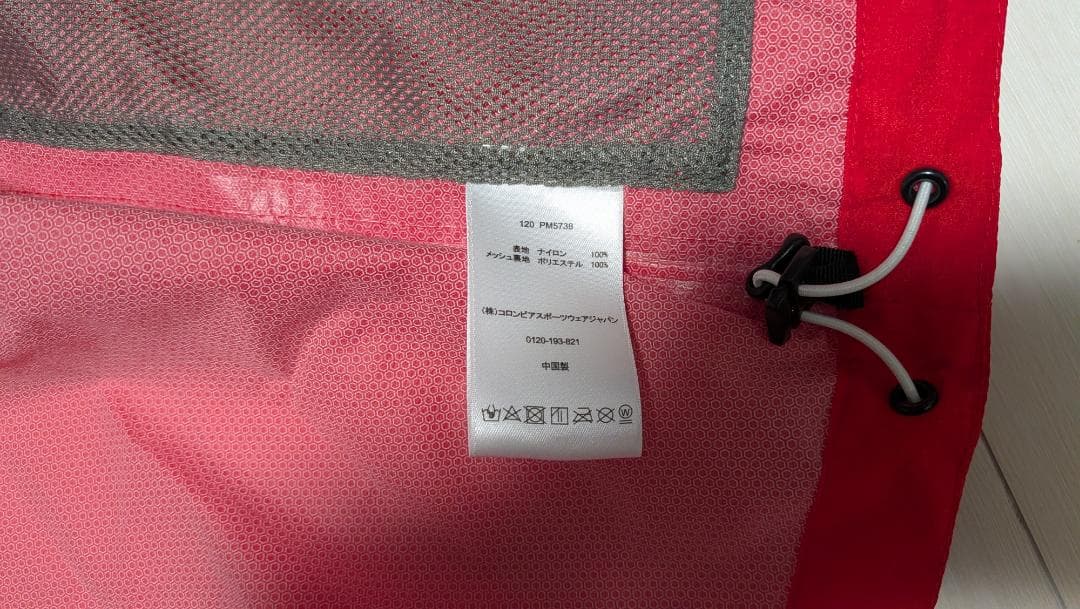 120 PM5738
表地 ナイロン 100%
メッシュ裏地 ポリエステル 100%
(株)コロンビアスポーツウェアジャパン
0120-193-821
中国製
W